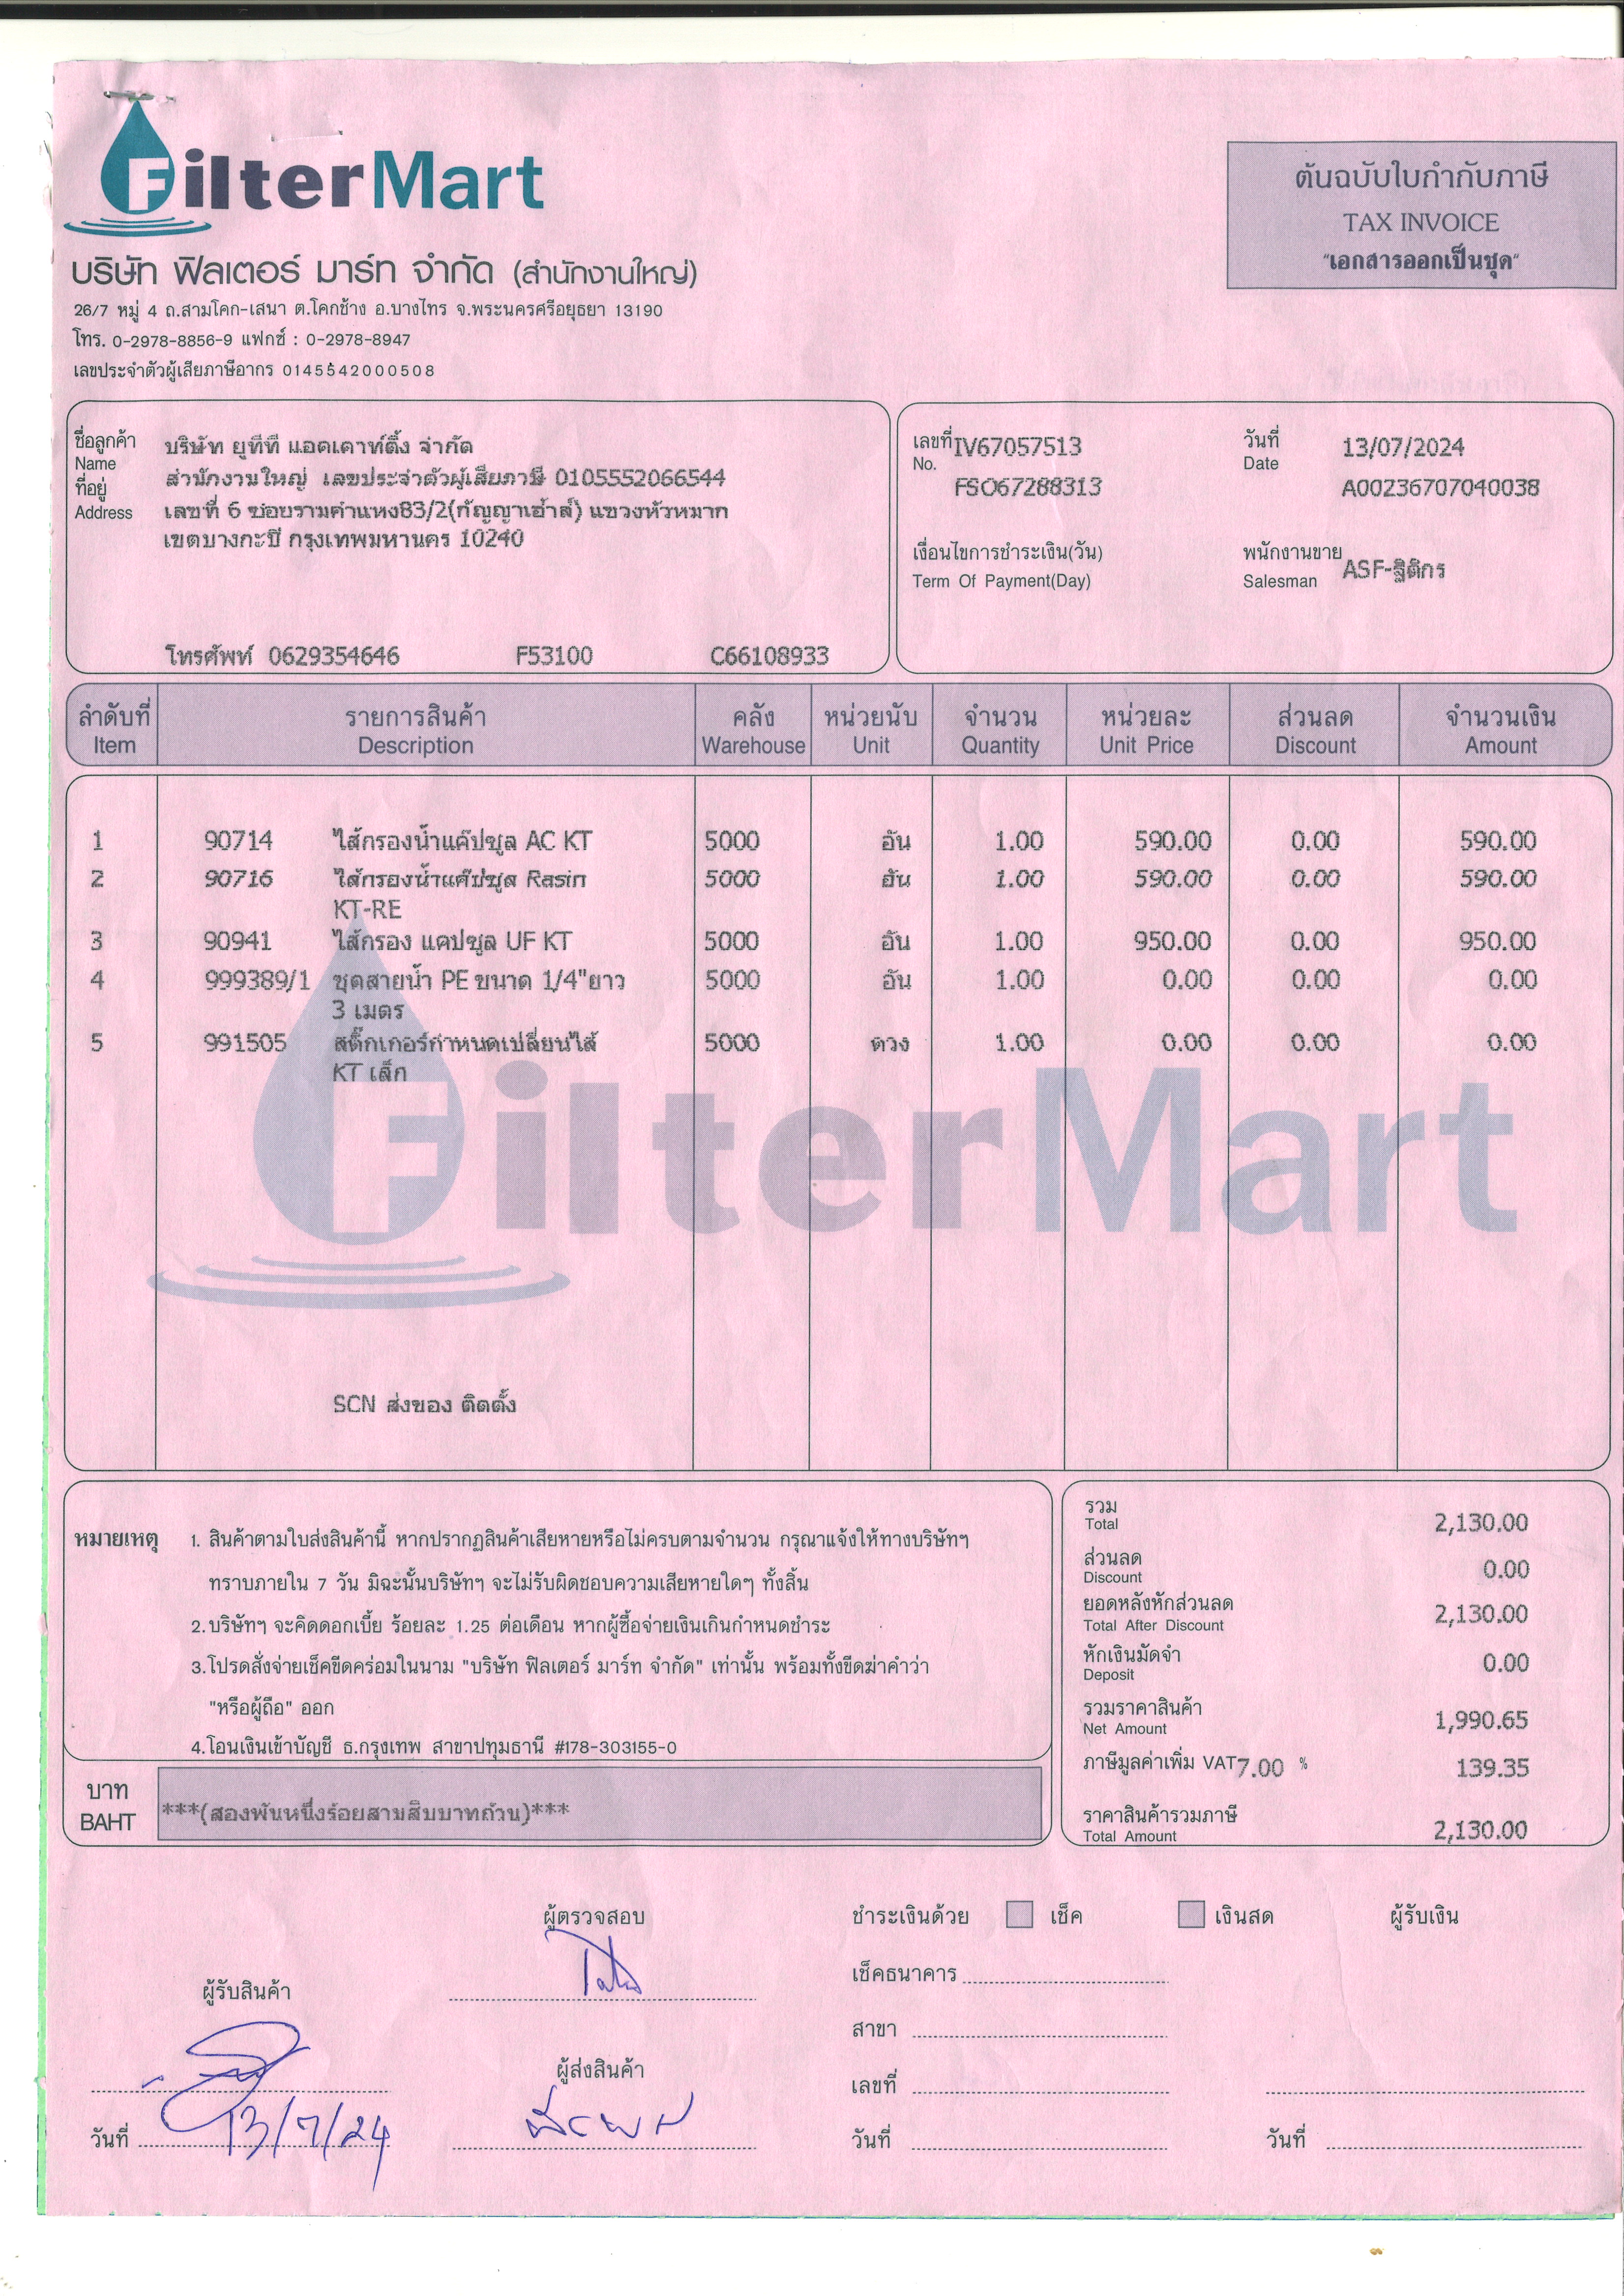 FilterMart
ต้นฉบับใบกำกับภาษี
TAX INVOICE
"เอกสารออกเป็นชุด"
บริษัท ฟิลเตอร์ มาร์ท จำกัด (สำนักงานใหญ่)
26/7 หมู่ 4 ถ.สามโคก-เสนา ต.โคกช้าง อ.บางไทร จ.พระนครศรีอยุธยา 13190
โทร. 0-2978-8856-9 แฟกซ์ : 0-2978-8947
เลขประจำตัวผู้เสียภาษีอากร 0145542000508
ชื่อลูกค้า บริษัท ยูทีที แอดเคาท์ติ้ง จำกัด
Name
สำนักงานใหญ่ เลขประจำตัวผู้เสียภาษี 0105552066544
ที่อยู่
Address เลขที่ 6 ซอยรามคำแหง83/2(กัญญาเฮ้าส์) แขวงหัวหมาก
เขตบางกะปิ กรุงเทพมหานคร 10240
โทรศัพท์ 0629354646 F53100 C66108933
เลขที่ IV67057513 วันที่ 13/07/2024
No. Date
FSO67288313 A00236707040038
เงื่อนไขการชำระเงิน(วัน) พนักงานขาย ASF-ฐิติกร
Term Of Payment(Day) Salesman
ลำดับที่ รายการสินค้า คลัง หน่วยนับ จำนวน หน่วยละ ส่วนลด จำนวนเงิน
Item Description Warehouse Unit Quantity Unit Price Discount Amount
1 90714 ไส้กรองน้ำแค๊ปซูล AC KT 5000 อัน 1.00 590.00 0.00 590.00
2 90716 ไส้กรองน้ำแค๊ปซูล Rasin 5000 อัน 1.00 590.00 0.00 590.00
KT-RE
3 90941 ไส้กรอง แคปซูล UF KT 5000 อัน 1.00 950.00 0.00 950.00
4 999389/1 ชุดสายน้ำ PE ขนาด 1/4"ยาว 5000 อัน 1.00 0.00 0.00 0.00
3 เมตร
5 991505 สติ๊กเกอร์กำหนดเปลี่ยนไส้ 5000 ดวง 1.00 0.00 0.00 0.00
KT เล็ก
FilterMart
SCN ส่งของ ติดตั้ง
หมายเหตุ 1. สินค้าตามใบส่งสินค้านี้ หากปรากฏสินค้าเสียหายหรือไม่ครบตามจำนวน กรุณาแจ้งให้ทางบริษัทฯ
ทราบภายใน 7 วัน มิฉะนั้นบริษัทฯ จะไม่รับผิดชอบความเสียหายใดๆ ทั้งสิ้น
2.บริษัทฯ จะคิดดอกเบี้ย ร้อยละ 1.25 ต่อเดือน หากผู้ซื้อจ่ายเงินเกินกำหนดชำระ
3.โปรดสั่งจ่ายเช็คขีดคร่อมในนาม "บริษัท ฟิลเตอร์ มาร์ท จำกัด" เท่านั้น พร้อมทั้งขีดฆ่าคำว่า
"หรือผู้ถือ" ออก
4.โอนเงินเข้าบัญชี ธ.กรุงเทพ สาขาปทุมธานี #178-303155-0
รวม 2,130.00
Total
ส่วนลด 0.00
Discount
ยอดหลังหักส่วนลด 2,130.00
Total After Discount
หักเงินมัดจำ 0.00
Deposit
รวมราคาสินค้า 1,990.65
Net Amount
ภาษีมูลค่าเพิ่ม VAT 7.00 % 139.35
ราคาสินค้ารวมภาษี 2,130.00
Total Amount
บาท
BAHT ***(สองพันหนึ่งร้อยสามสิบบาทถ้วน)***
ผู้ตรวจสอบ ชำระเงินด้วย เช็ค เงินสด ผู้รับเงิน
ผู้รับสินค้า เช็คธนาคาร
สาขา
ผู้ส่งสินค้า
เลขที่
วันที่ 13/7/24 วันที่ วันที่